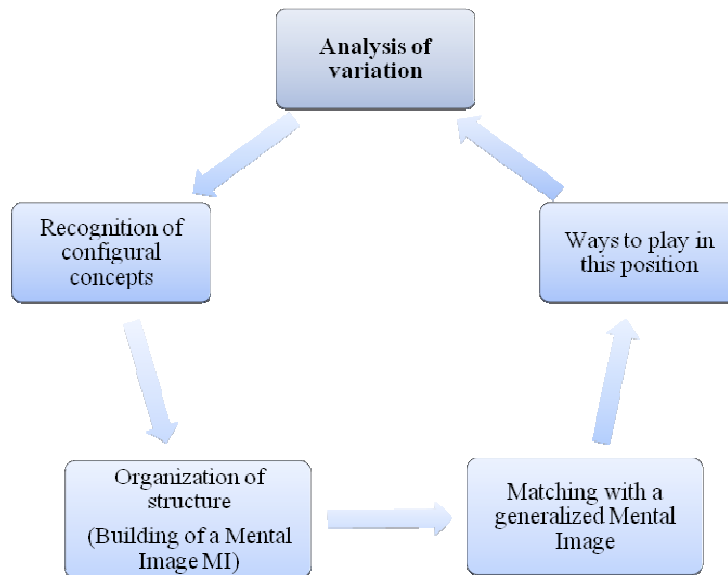 Analysis of
variation
Recognition of
configural
concepts
Ways to play in
this position
Organization of
structure
(Building of a Mental
Image MI)
Matching with a
generalized Mental
Image